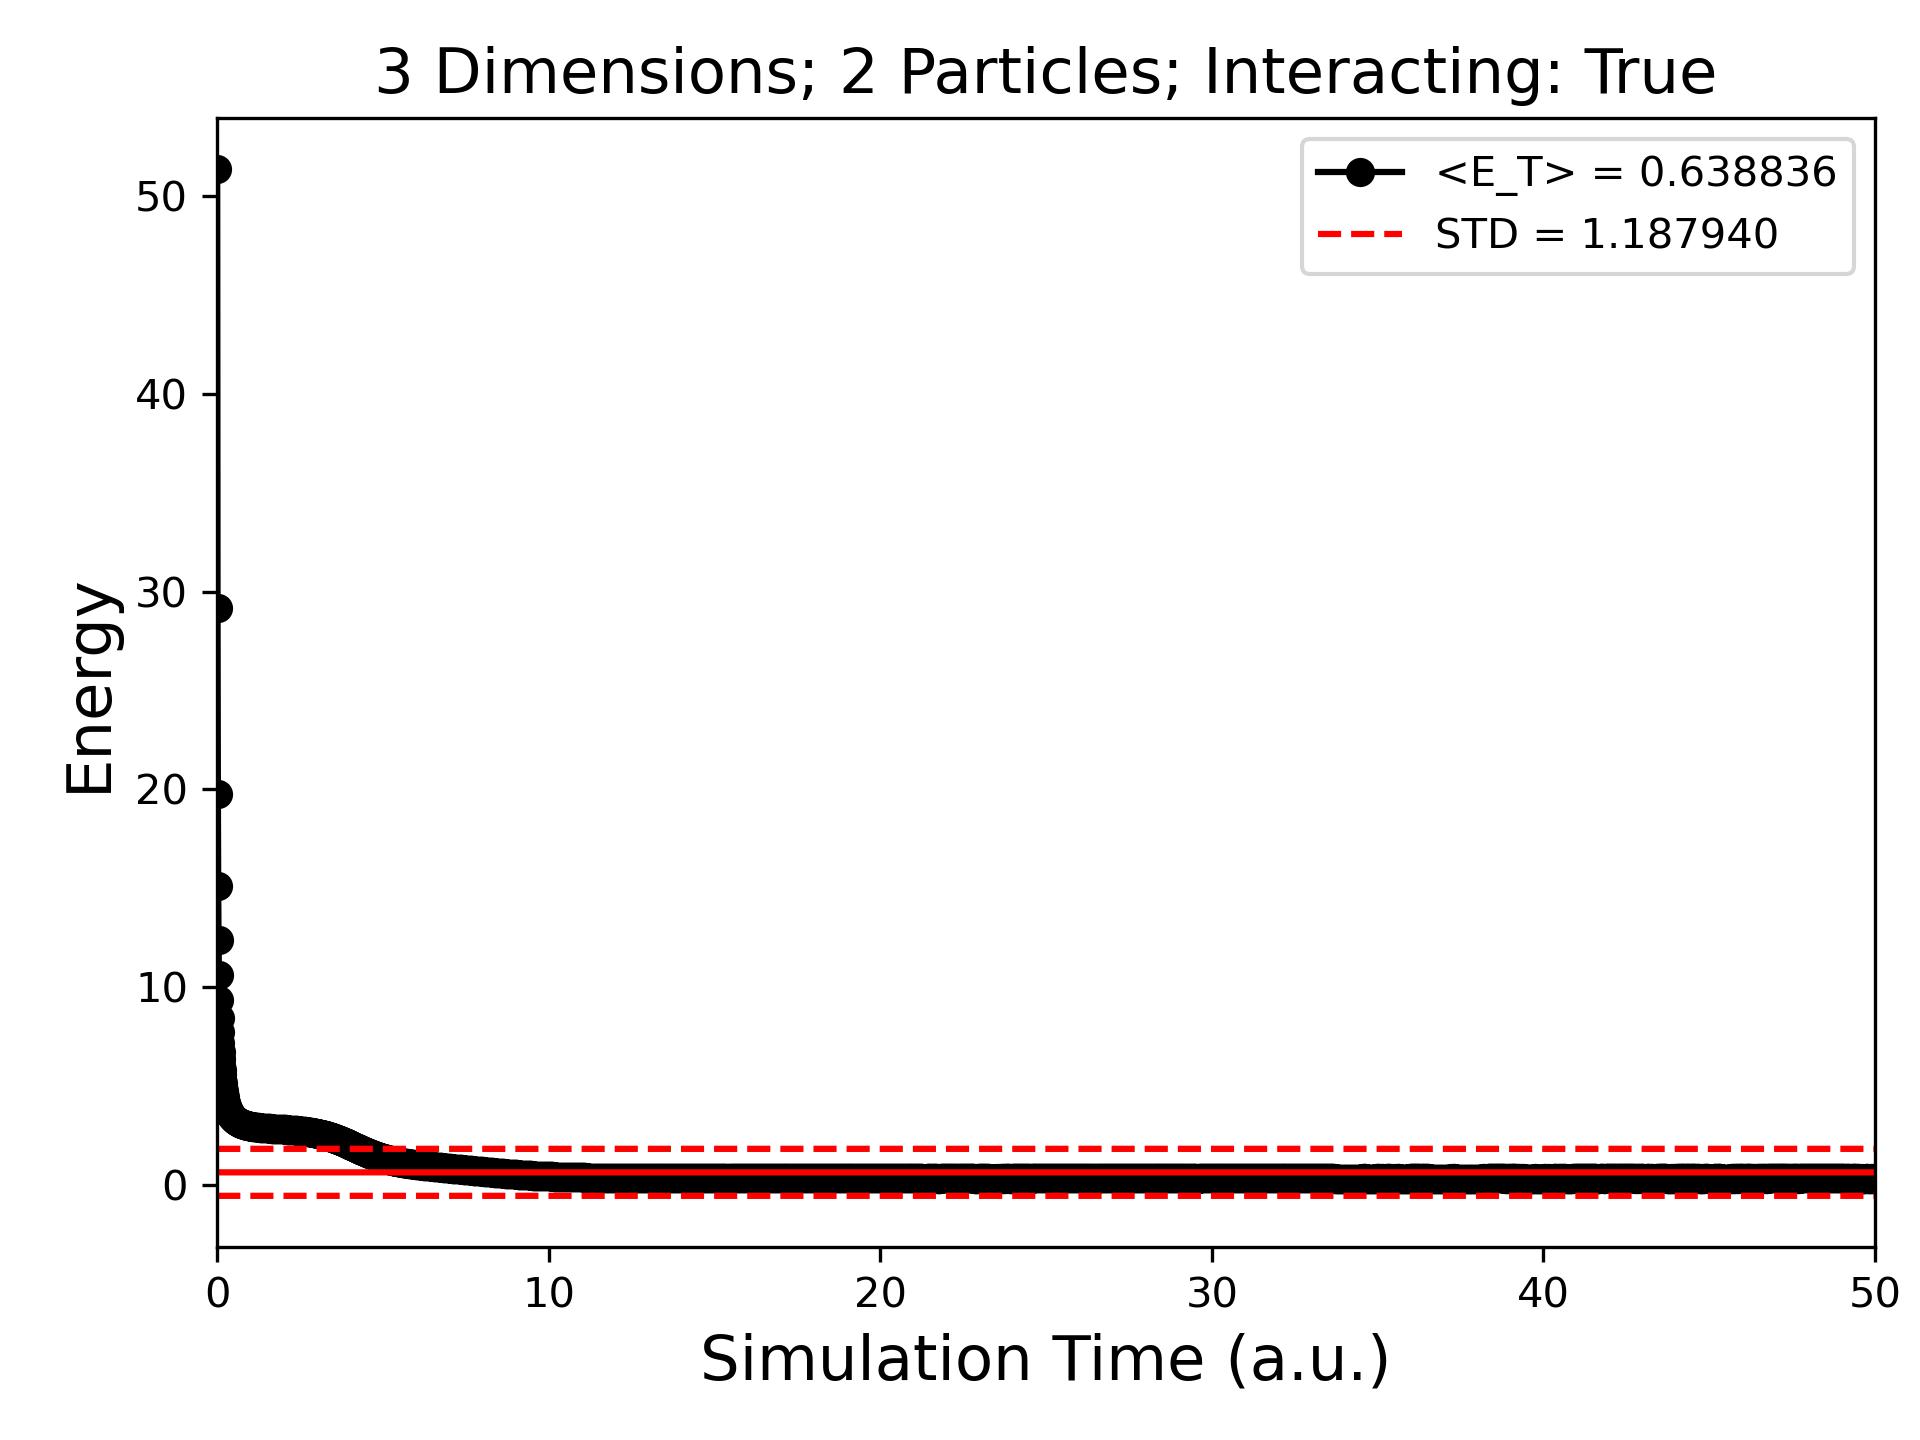 3 Dimensions; 2 Particles; Interacting: True
<E_T> = 0.638836
STD = 1.187940
Energy
50
40
30
20
10
0
0 10 20 30 40 50
Simulation Time (a.u.)